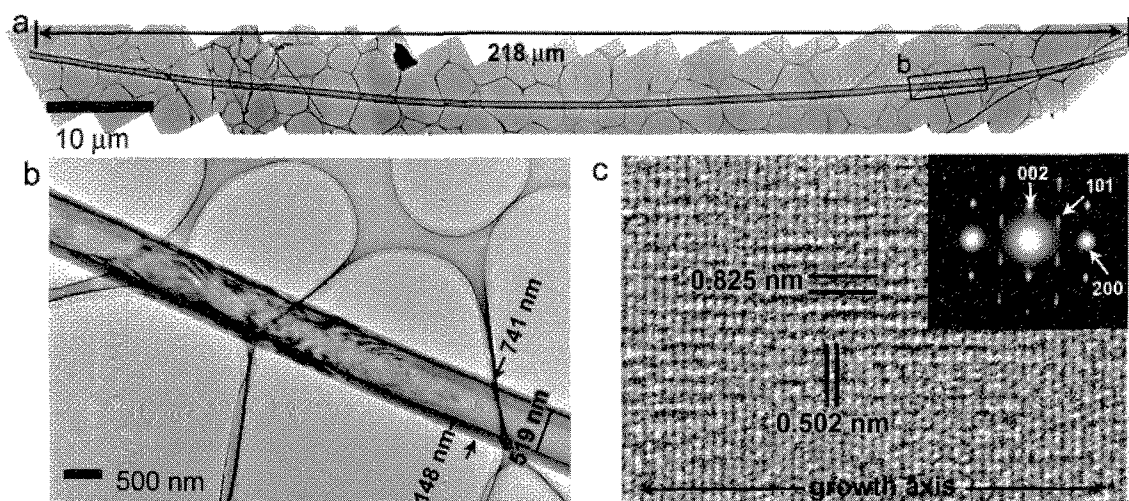 a
218 µm
b
10 µm
b
741 nm
519 nm
148 nm
500 nm
c
002
101
200
0.825 nm
0.502 nm
growth axis